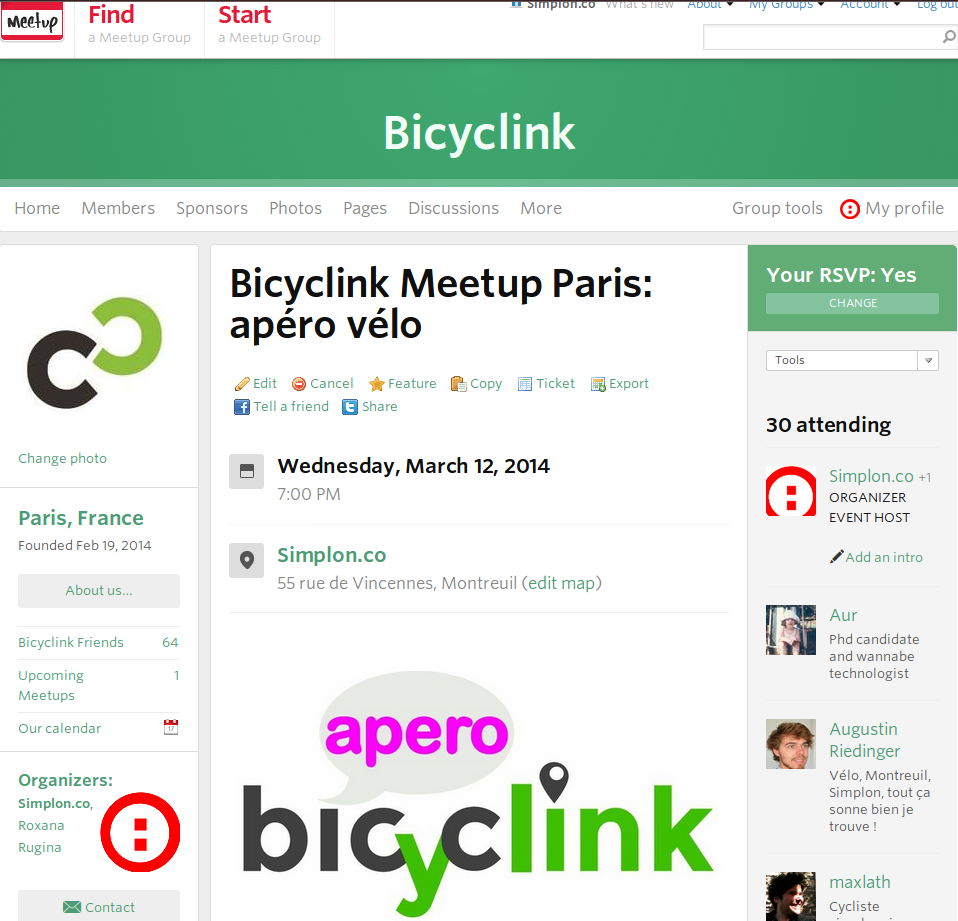 Meetup
Find
a Meetup Group
Start
a Meetup Group
Simplon.co What's new About My Groups Account Log out
Bicyclink
Home Members Sponsors Photos Pages Discussions More
Group tools My profile
Change photo
Paris, France
Founded Feb 19, 2014
About us...
Bicyclink Friends 64
Upcoming 1
Meetups
Our calendar 17
Organizers:
Simplon.co,
Roxana
Rugina
Contact
Bicyclink Meetup Paris:
apéro vélo
Edit Cancel Feature Copy Ticket Export
Tell a friend Share
Wednesday, March 12, 2014
7:00 PM
Simplon.co
55 rue de Vincennes, Montreuil (edit map)
apero
bicyclink
Your RSVP: Yes
CHANGE
Tools
30 attending
Simplon.co +1
ORGANIZER
EVENT HOST
Add an intro
Aur
Phd candidate
and wannabe
technologist
Augustin
Riedinger
Vélo, Montreuil,
Simplon, tout ça
sonne bien je
trouve !
maxlath
Cycliste